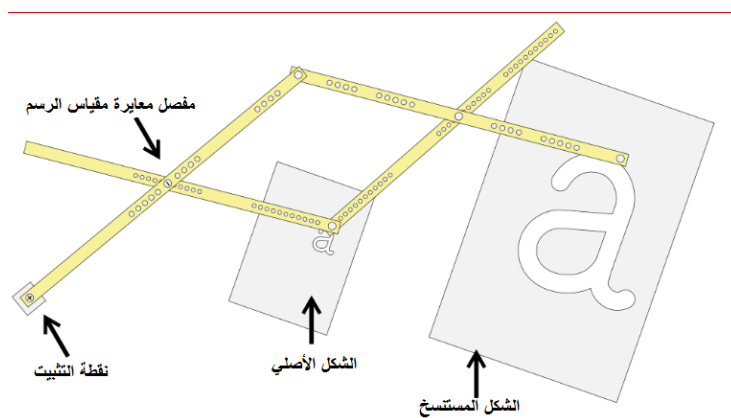 مفصل معايرة مقياس الرسم
a
a
نقطة التثبيت
الشكل الأصلي
الشكل المستنسخ